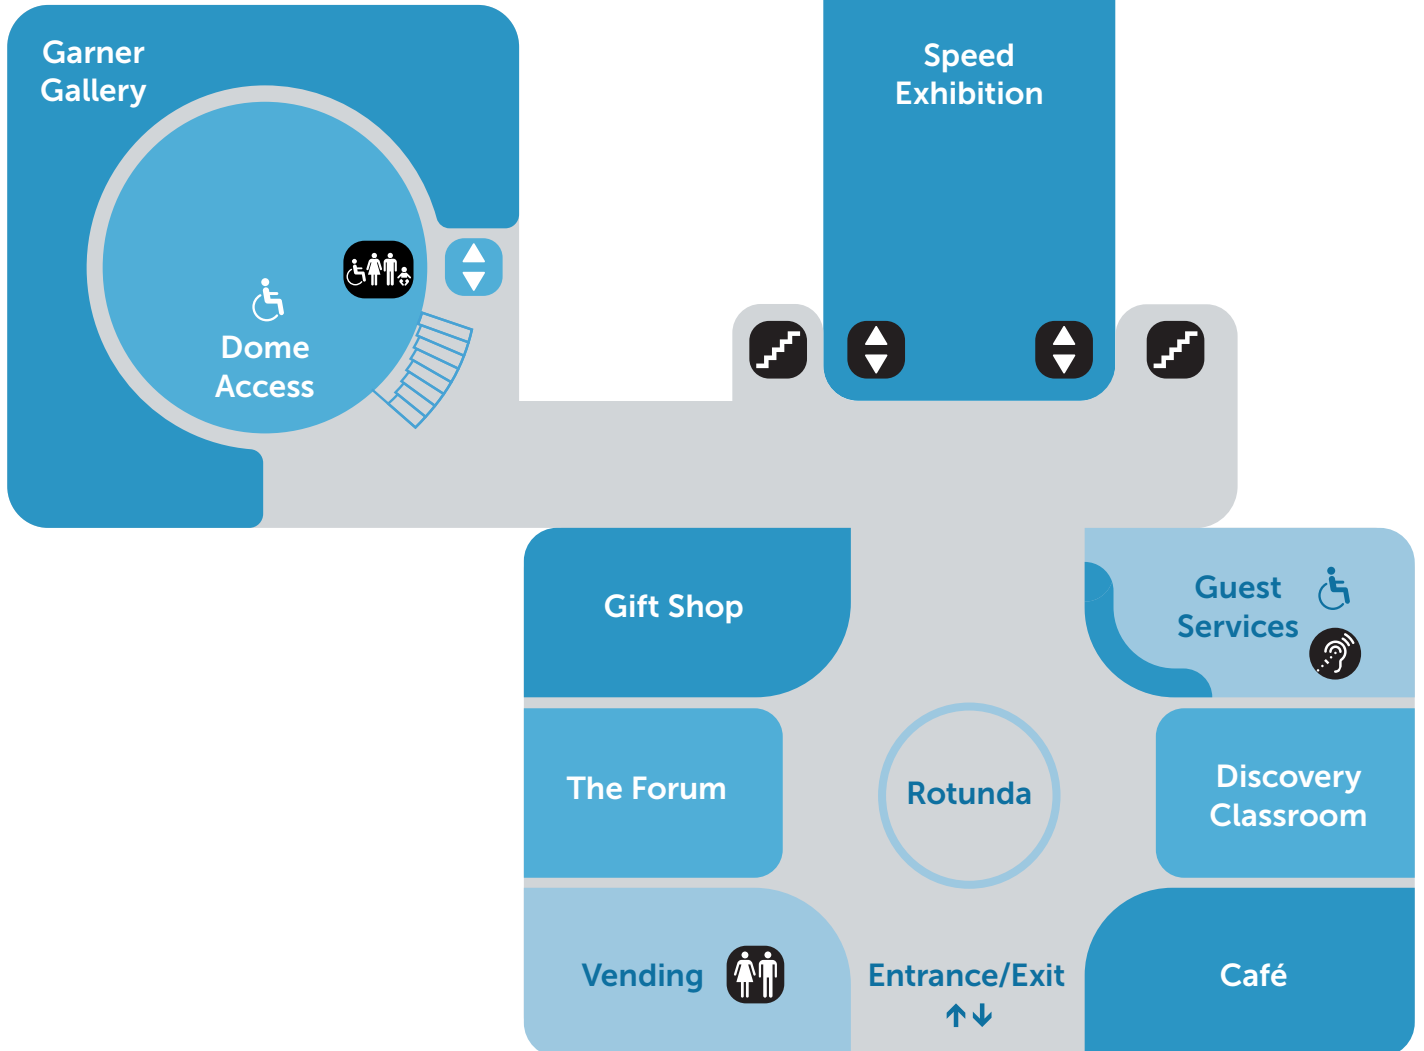 Garner
Gallery
Speed
Exhibition
Dome
Access
Gift Shop
Guest
Services
The Forum
Rotunda
Discovery
Classroom
Vending
Entrance/Exit
Café